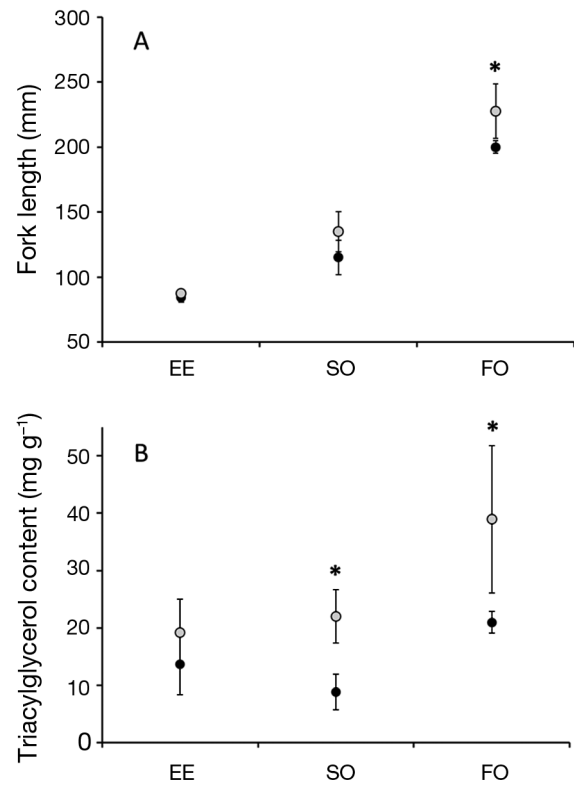 300
A
*
250
200
150
100
50
Fork length (mm)
EE SO FO
50
B
*
40
30
*
20
10
0
Triacylglycerol content (mg g⁻¹)
EE SO FO